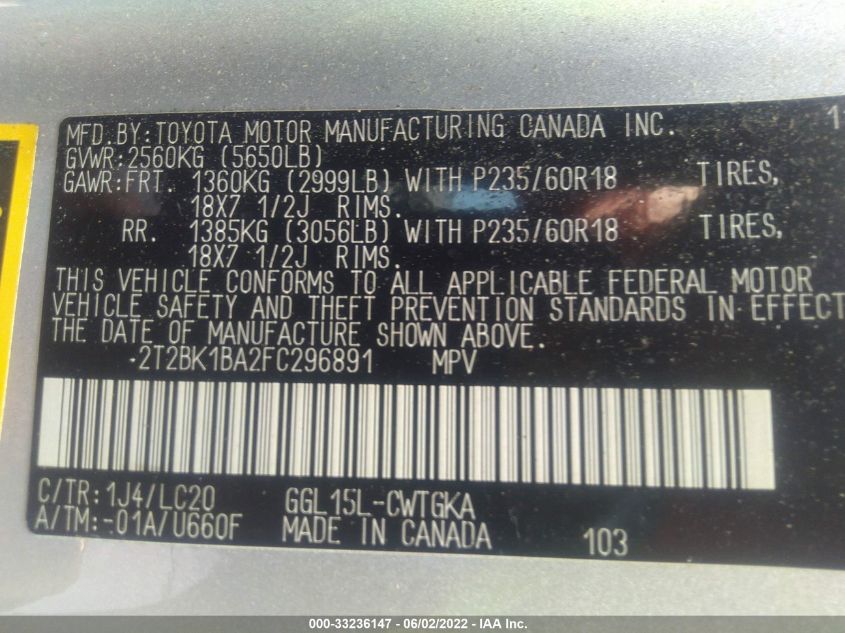 MFD.BY:TOYOTA MOTOR MANUFACTURING CANADA INC.
GVWR:2560KG (5650LB)
GAWR:FRT. 1360KG (2999LB) WITH P235/60R18 TIRES,
18X7 1/2J RIMS.
RR. 1385KG (3056LB) WITH P235/60R18 TIRES,
18X7 1/2J RIMS.
THIS VEHICLE CONFORMS TO ALL APPLICABLE FEDERAL MOTOR
VEHICLE SAFETY AND THEFT PREVENTION STANDARDS IN EFFECT
THE DATE OF MANUFACTURE SHOWN ABOVE.
2T2BK1BA2FC296891 MPV
C/TR:1J4/LC20 GGL15L-CWTGKA
A/TM:-01A/U660F MADE IN CANADA 103
000-33236147 - 06/02/2022 - IAA Inc.